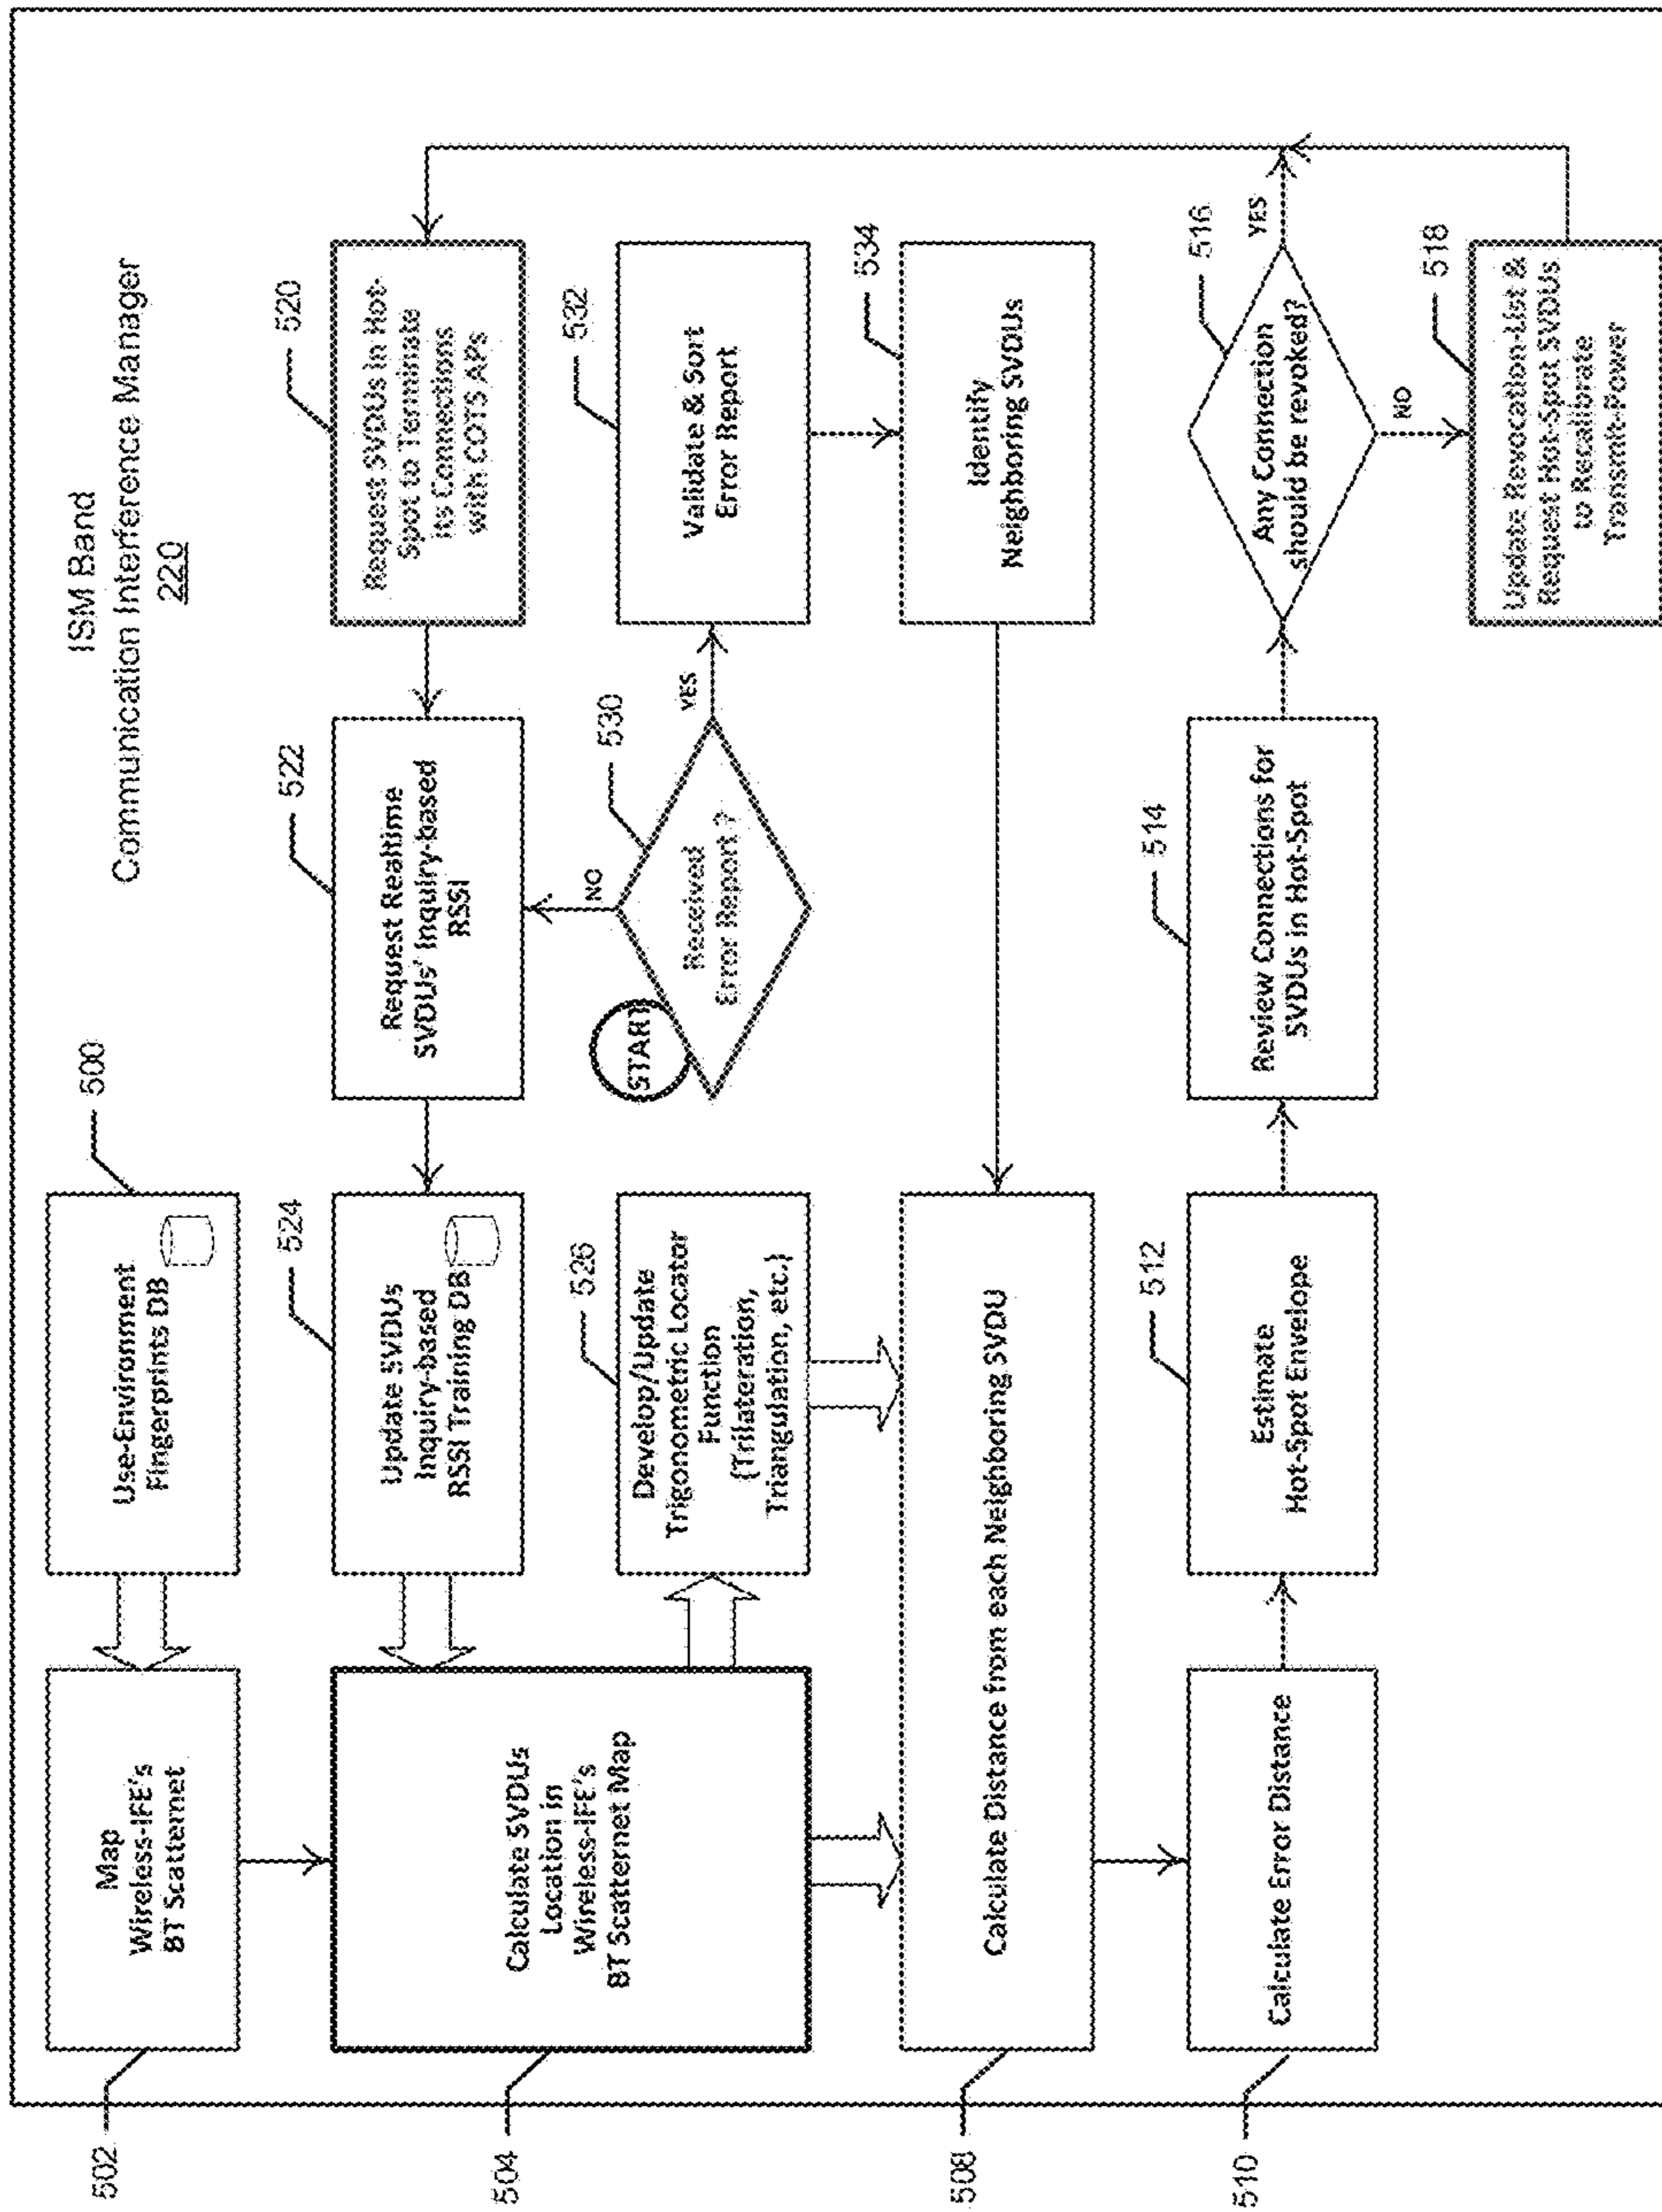 ISM Band
Communication Interference Manager
220
502
Map
Wireless-IFE's
BT Scatternet
500
Use-Environment
Fingerprints DB
504
Calculate SVDUs
Location in
Wireless-IFE's
BT Scatternet Map
524
Update SVDUs
Inquiry-based
RSSI Training DB
522
Request Realtime
SVDUs' Inquiry-based
RSSI
520
Request SVDUs in Hot-
Spot to Terminate
its Connections
with COTS APs
526
Develop/Update
Trigonometric Locator
Function
(Trilateration,
Triangulation, etc.)
START
530
Received
Error Report ?
NO
YES
532
Validate & Sort
Error Report
508
Calculate Distance from each Neighboring SVDU
534
Identify
Neighboring SVDUs
510
Calculate Error Distance
512
Estimate
Hot-Spot Envelope
514
Review Connections for
SVDUs in Hot-Spot
516
Any Connection
should be revoked?
YES
NO
518
Update Revocation-List &
Request Hot-Spot SVDUs
to Recalibrate
Transmit-Power